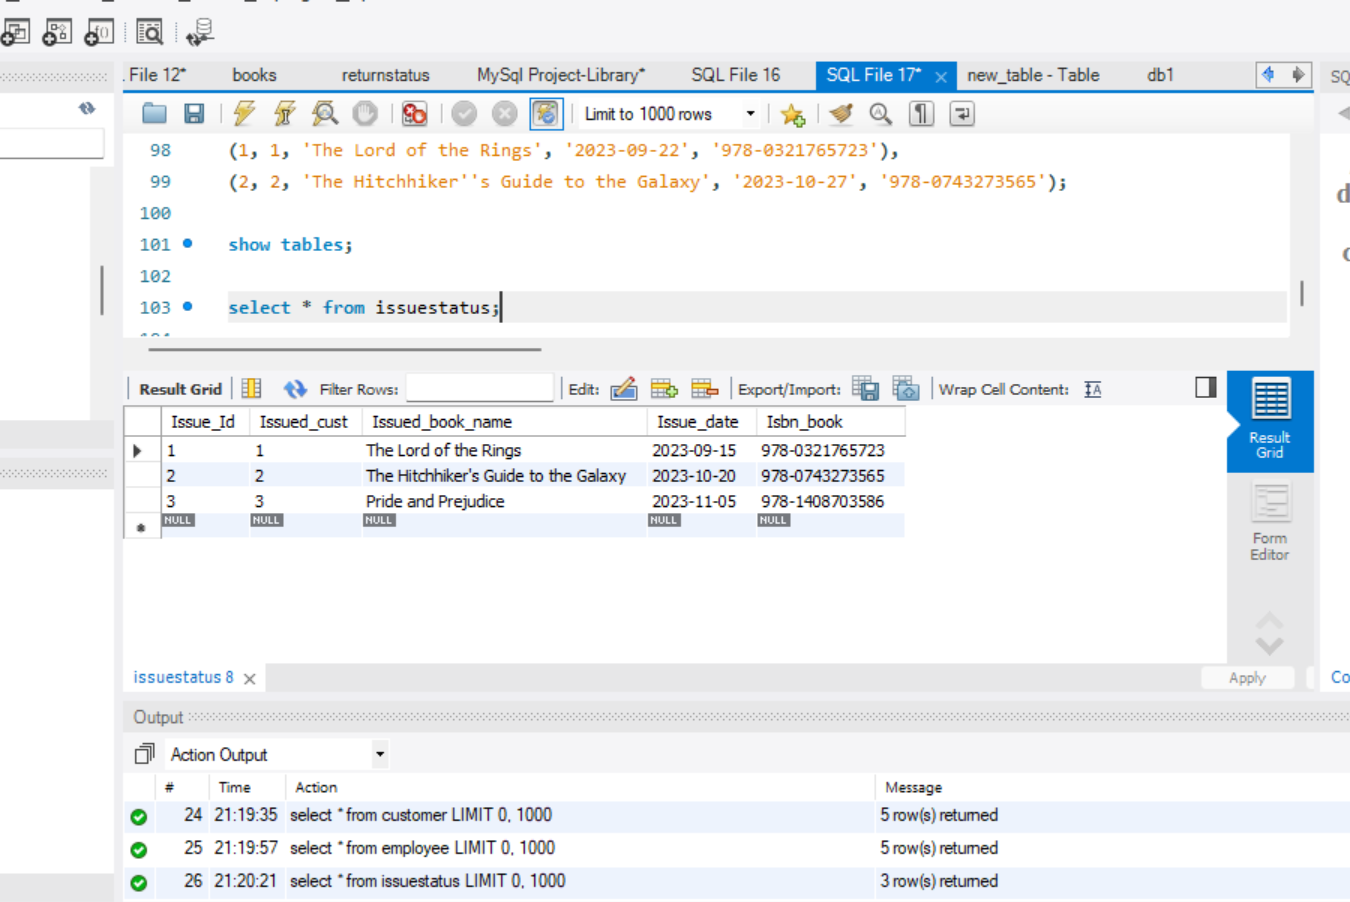 . File 12* books returnstatus MySql Project-Library* SQL File 16 SQL File 17* new_table - Table db1 SQ
Limit to 1000 rows
98 (1, 1, 'The Lord of the Rings', '2023-09-22', '978-0321765723'),
99 (2, 2, 'The Hitchhiker''s Guide to the Galaxy', '2023-10-27', '978-0743273565');
100
101 show tables;
102
103 select * from issuestatus;
Result Grid Filter Rows: Edit: Export/Import: Wrap Cell Content:
Issue_Id Issued_cust Issued_book_name Issue_date Isbn_book
1 1 The Lord of the Rings 2023-09-15 978-0321765723
2 2 The Hitchhiker's Guide to the Galaxy 2023-10-20 978-0743273565
3 3 Pride and Prejudice 2023-11-05 978-1408703586
NULL NULL NULL NULL NULL
Result
Grid
Form
Editor
issuestatus 8 Apply Co
Output
Action Output
# Time Action Message
24 21:19:35 select * from customer LIMIT 0, 1000 5 row(s) returned
25 21:19:57 select * from employee LIMIT 0, 1000 5 row(s) returned
26 21:20:21 select * from issuestatus LIMIT 0, 1000 3 row(s) returned